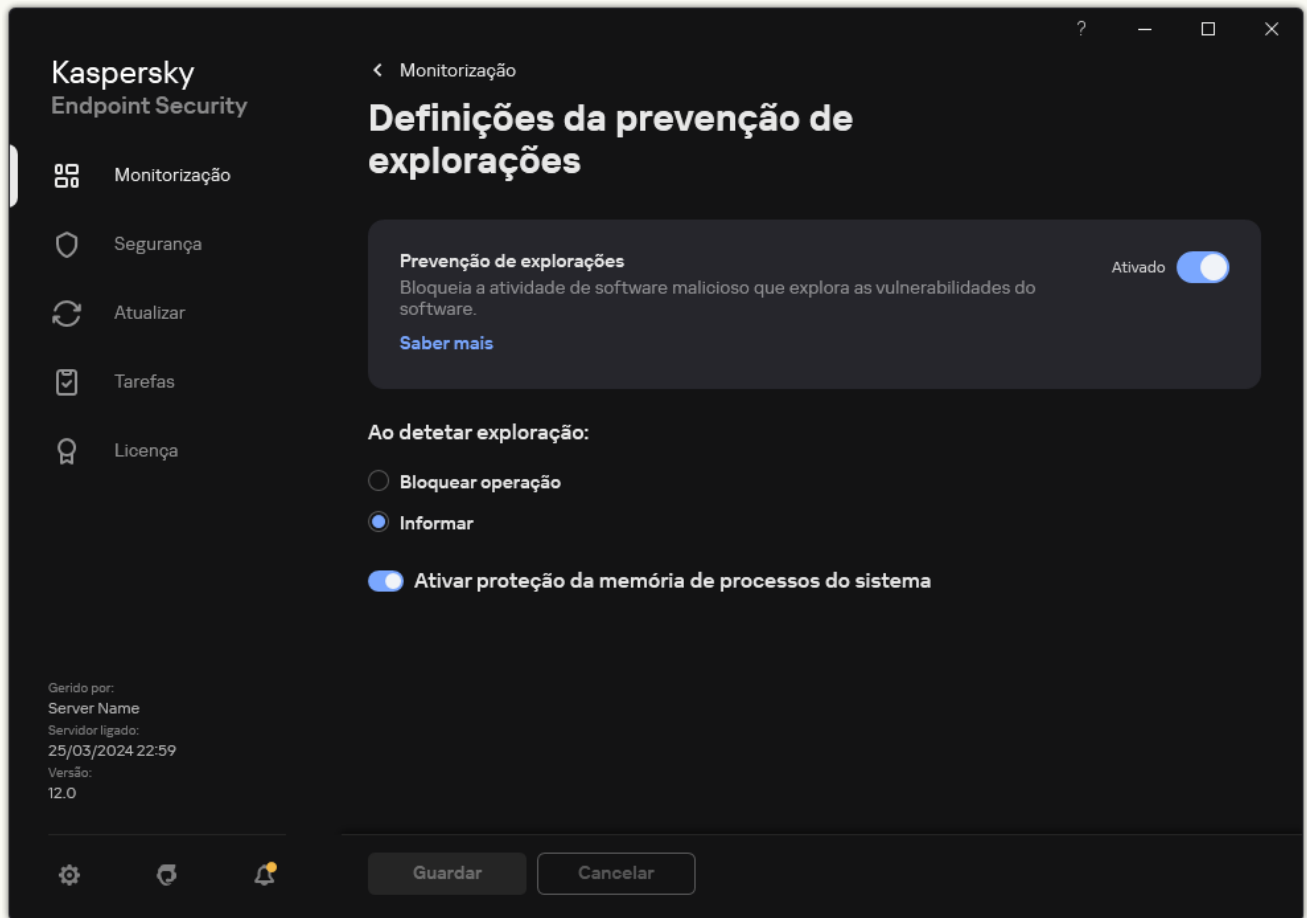 ?
Kaspersky
Endpoint Security
Monitorização
Segurança
Atualizar
Tarefas
Licença
Gerido por:
Server Name
Servidor ligado:
25/03/2024 22:59
Versão:
12.0
Monitorização
Definições da prevenção de
explorações
Prevenção de explorações
Bloqueia a atividade de software malicioso que explora as vulnerabilidades do
software.
Saber mais
Ativado
Ao detetar exploração:
Bloquear operação
Informar
Ativar proteção da memória de processos do sistema
Guardar
Cancelar